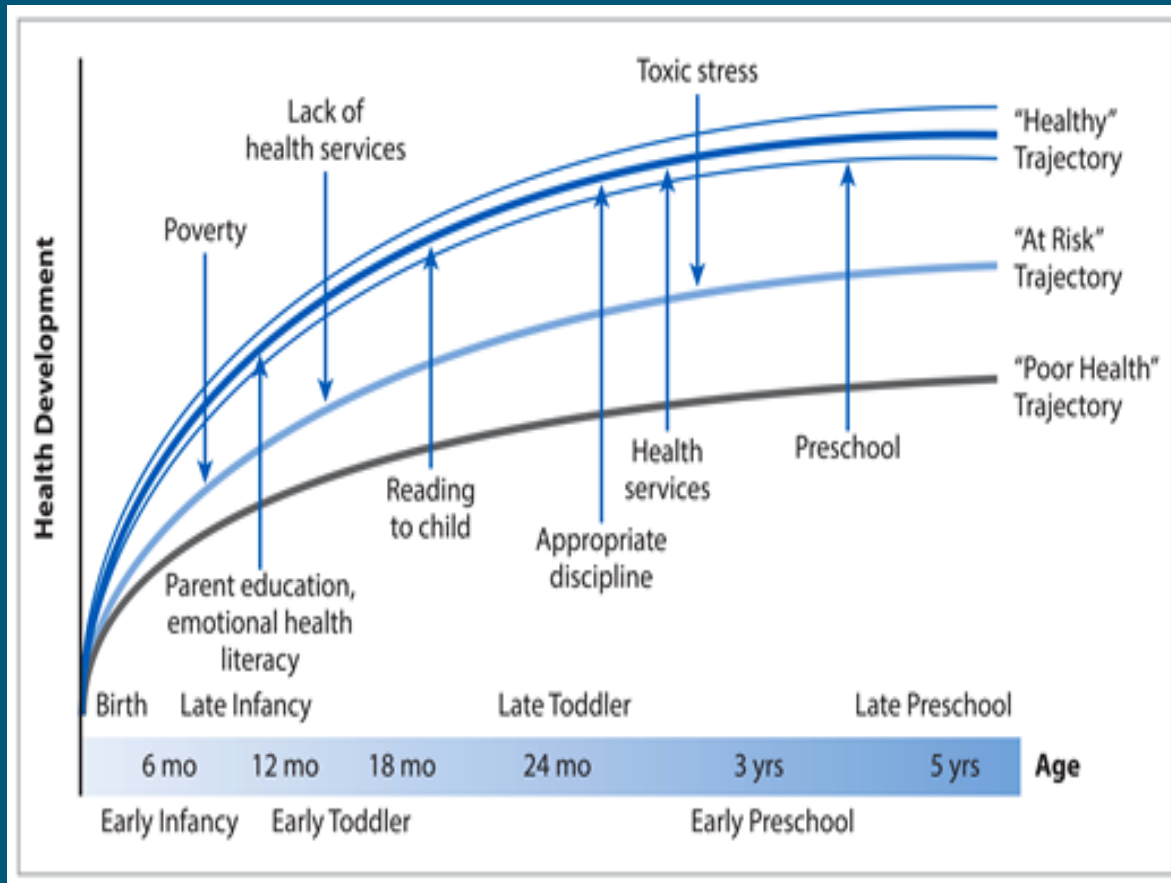 Toxic stress
Lack of
health services
"Healthy"
Trajectory
Poverty
"At Risk"
Trajectory
"Poor Health"
Trajectory
Health Development
Preschool
Health
services
Reading
to child
Appropriate
discipline
Parent education,
emotional health
literacy
Birth Late Infancy Late Toddler Late Preschool
6 mo 12 mo 18 mo 24 mo 3 yrs 5 yrs Age
Early Infancy Early Toddler Early Preschool